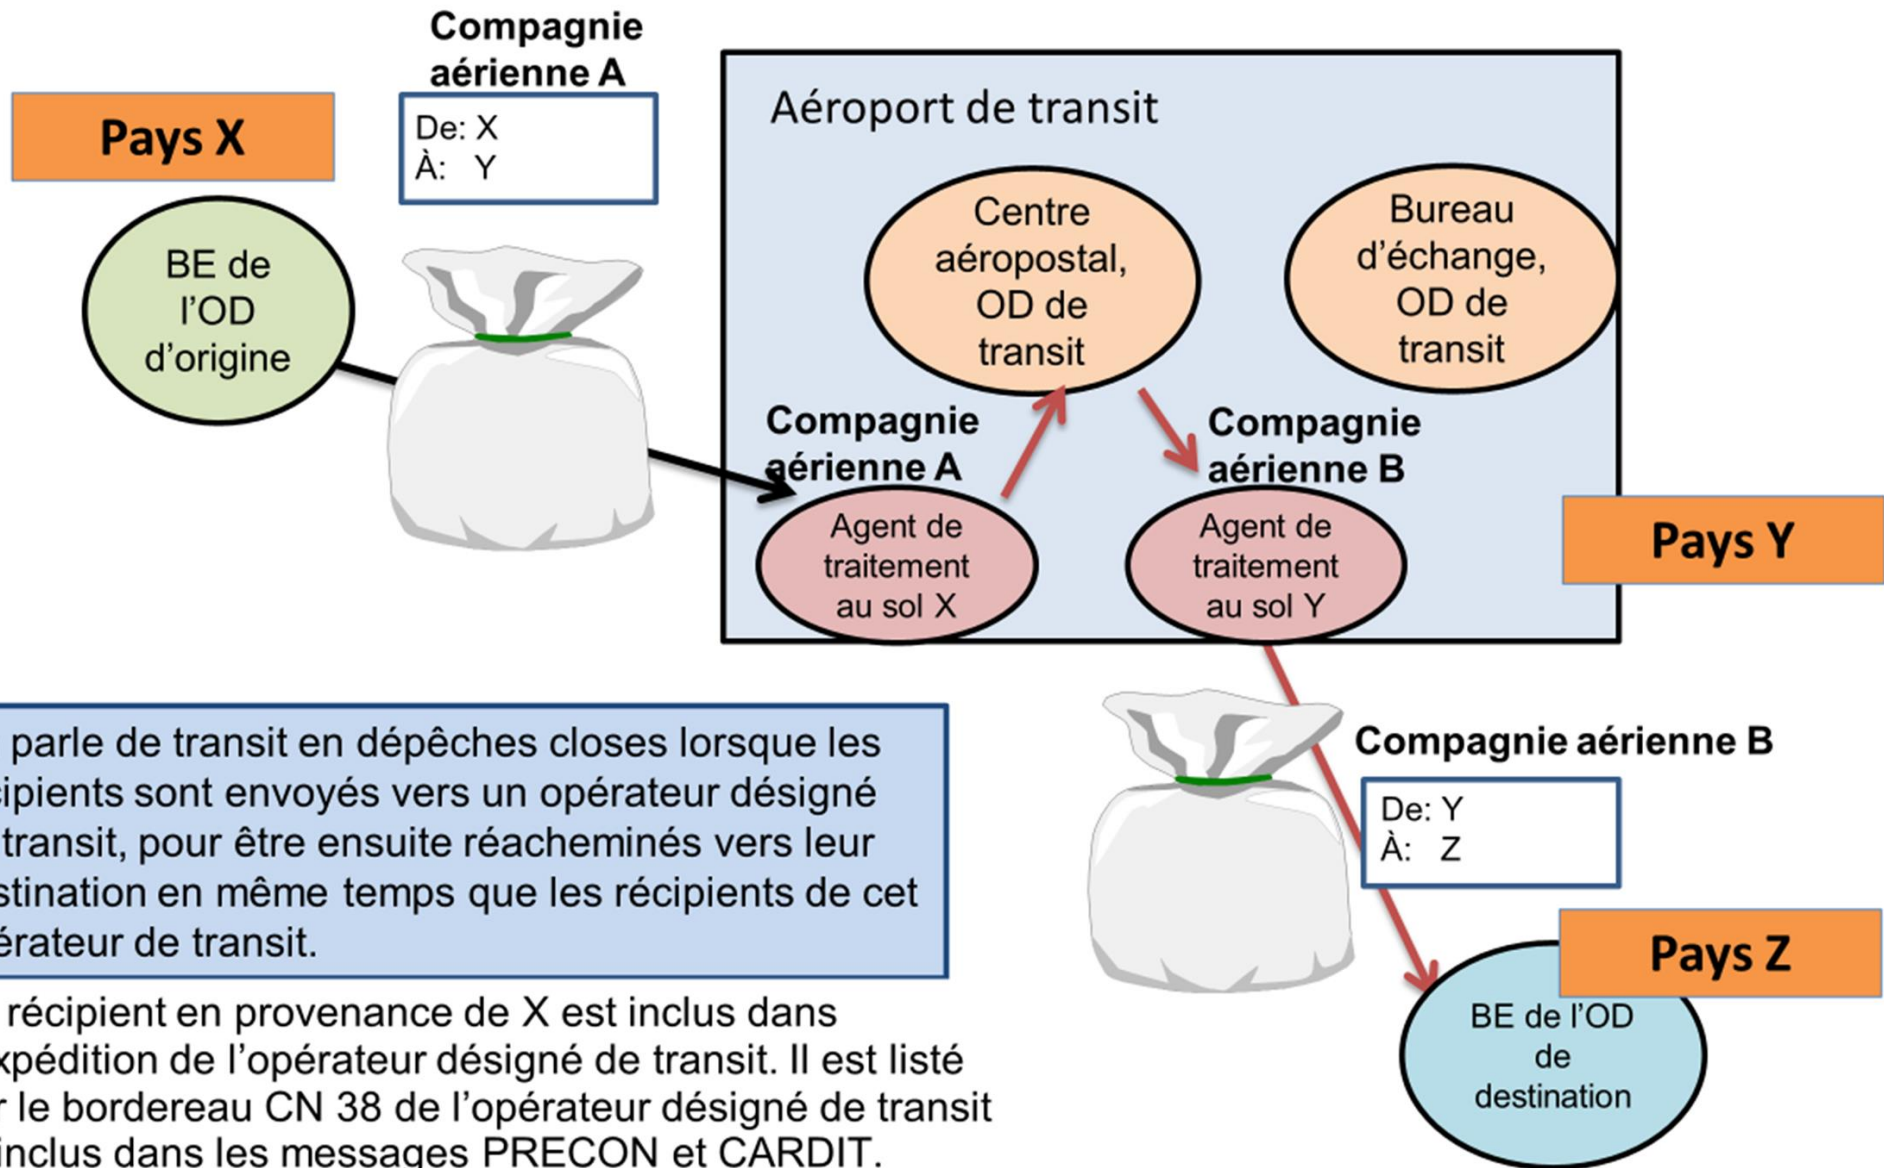 Compagnie
aérienne A
Pays X
De: X
À: Y
BE de
l'OD
d'origine
Aéroport de transit
Centre
aéropostal,
OD de
transit
Bureau
d'échange,
OD de
transit
Compagnie
aérienne A
Compagnie
aérienne B
Agent de
traitement
au sol X
Agent de
traitement
au sol Y
Pays Y
parle de transit en dépêches closes lorsque les
sont envoyés vers un opérateur désigné
transit, pour être ensuite réacheminés vers leur
en même temps que les récipients de cet
de transit.
récipient en provenance de X est inclus dans
de l'opérateur désigné de transit. Il est listé
le bordereau CN 38 de l'opérateur désigné de transit
inclus dans les messages PRECON et CARDIT.
Compagnie aérienne B
De: Y
À: Z
Pays Z
BE de l'OD
de
destination